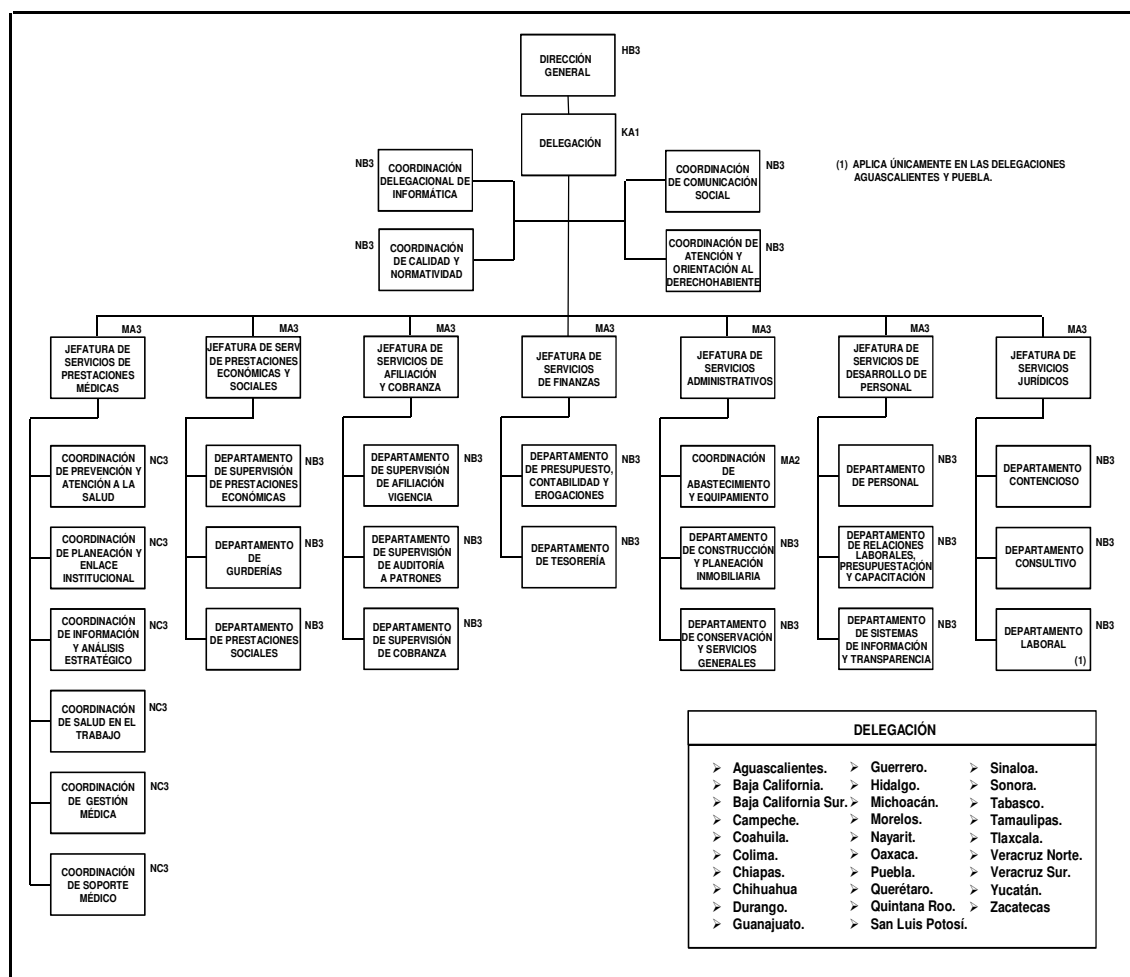 HB3
DIRECCIÓN
GENERAL
KA1
DELEGACIÓN
NB3
COORDINACIÓN
DELEGACIONAL DE
INFORMÁTICA
NB3
COORDINACIÓN
DE COMUNICACIÓN
SOCIAL
(1) APLICA ÚNICAMENTE EN LAS DELEGACIONES
AGUASCALIENTES Y PUEBLA.
NB3
COORDINACIÓN
DE CALIDAD Y
NORMATIVIDAD
NB3
COORDINACIÓN DE
ATENCIÓN Y
ORIENTACIÓN AL
DERECHOHABIENTE
MA3
JEFATURA DE
SERVICIOS DE
PRESTACIONES
MÉDICAS
MA3
JEFATURA DE SERV
DE PRESTACIONES
ECONÓMICAS Y
SOCIALES
MA3
JEFATURA DE
SERVICIOS DE
AFILIACIÓN
Y COBRANZA
MA3
JEFATURA DE
SERVICIOS
DE FINANZAS
MA3
JEFATURA DE
SERVICIOS
ADMINISTRATIVOS
MA3
JEFATURA DE
SERVICIOS DE
DESARROLLO DE
PERSONAL
MA3
JEFATURA DE
SERVICIOS
JURÍDICOS
NC3
COORDINACIÓN
DE PREVENCIÓN Y
ATENCIÓN A LA
SALUD
NB3
DEPARTAMENTO
DE SUPERVISIÓN
DE PRESTACIONES
ECONÓMICAS
NB3
DEPARTAMENTO
DE SUPERVISIÓN
DE AFILIACIÓN
VIGENCIA
NB3
DEPARTAMENTO
DE PRESUPUESTO,
CONTABILIDAD Y
EROGACIONES
MA2
COORDINACIÓN
DE
ABASTECIMIENTO
Y EQUIPAMIENTO
NB3
DEPARTAMENTO
DE PERSONAL
NB3
DEPARTAMENTO
CONTENCIOSO
NC3
COORDINACIÓN
DE PLANEACIÓN Y
ENLACE
INSTITUCIONAL
NB3
DEPARTAMENTO
DE
GURDERÍAS
NB3
DEPARTAMENTO
DE SUPERVISIÓN
DE AUDITORÍA
A PATRONES
NB3
DEPARTAMENTO
DE TESORERÍA
NB3
DEPARTAMENTO
DE CONSTRUCCIÓN
Y PLANEACIÓN
INMOBILIARIA
NB3
DEPARTAMENTO
DE RELACIONES
LABORALES,
PRESUPUESTACIÓN
Y CAPACITACIÓN
NB3
DEPARTAMENTO
CONSULTIVO
NC3
COORDINACIÓN
DE INFORMACIÓN
Y ANÁLISIS
ESTRATÉGICO
NB3
DEPARTAMENTO
DE PRESTACIONES
SOCIALES
NB3
DEPARTAMENTO
DE SUPERVISIÓN
DE COBRANZA
NB3
DEPARTAMENTO
DE CONSERVACIÓN
Y SERVICIOS
GENERALES
NB3
DEPARTAMENTO
DE SISTEMAS
DE INFORMACIÓN
Y TRANSPARENCIA
NB3
DEPARTAMENTO
LABORAL
(1)
NC3
COORDINACIÓN
DE SALUD EN EL
TRABAJO
NC3
COORDINACIÓN
DE GESTIÓN
MÉDICA
NC3
COORDINACIÓN
DE SOPORTE
MÉDICO
DELEGACIÓN
➢ Aguascalientes.
➢ Baja California.
➢ Baja California Sur.
➢ Campeche.
➢ Coahuila.
➢ Colima.
➢ Chiapas.
➢ Chihuahua
➢ Durango.
➢ Guanajuato.
➢ Guerrero.
➢ Hidalgo.
➢ Michoacán.
➢ Morelos.
➢ Nayarit.
➢ Oaxaca.
➢ Puebla.
➢ Querétaro.
➢ Quintana Roo.
➢ San Luis Potosí.
➢ Sinaloa.
➢ Sonora.
➢ Tabasco.
➢ Tamaulipas.
➢ Tlaxcala.
➢ Veracruz Norte.
➢ Veracruz Sur.
➢ Yucatán.
➢ Zacatecas